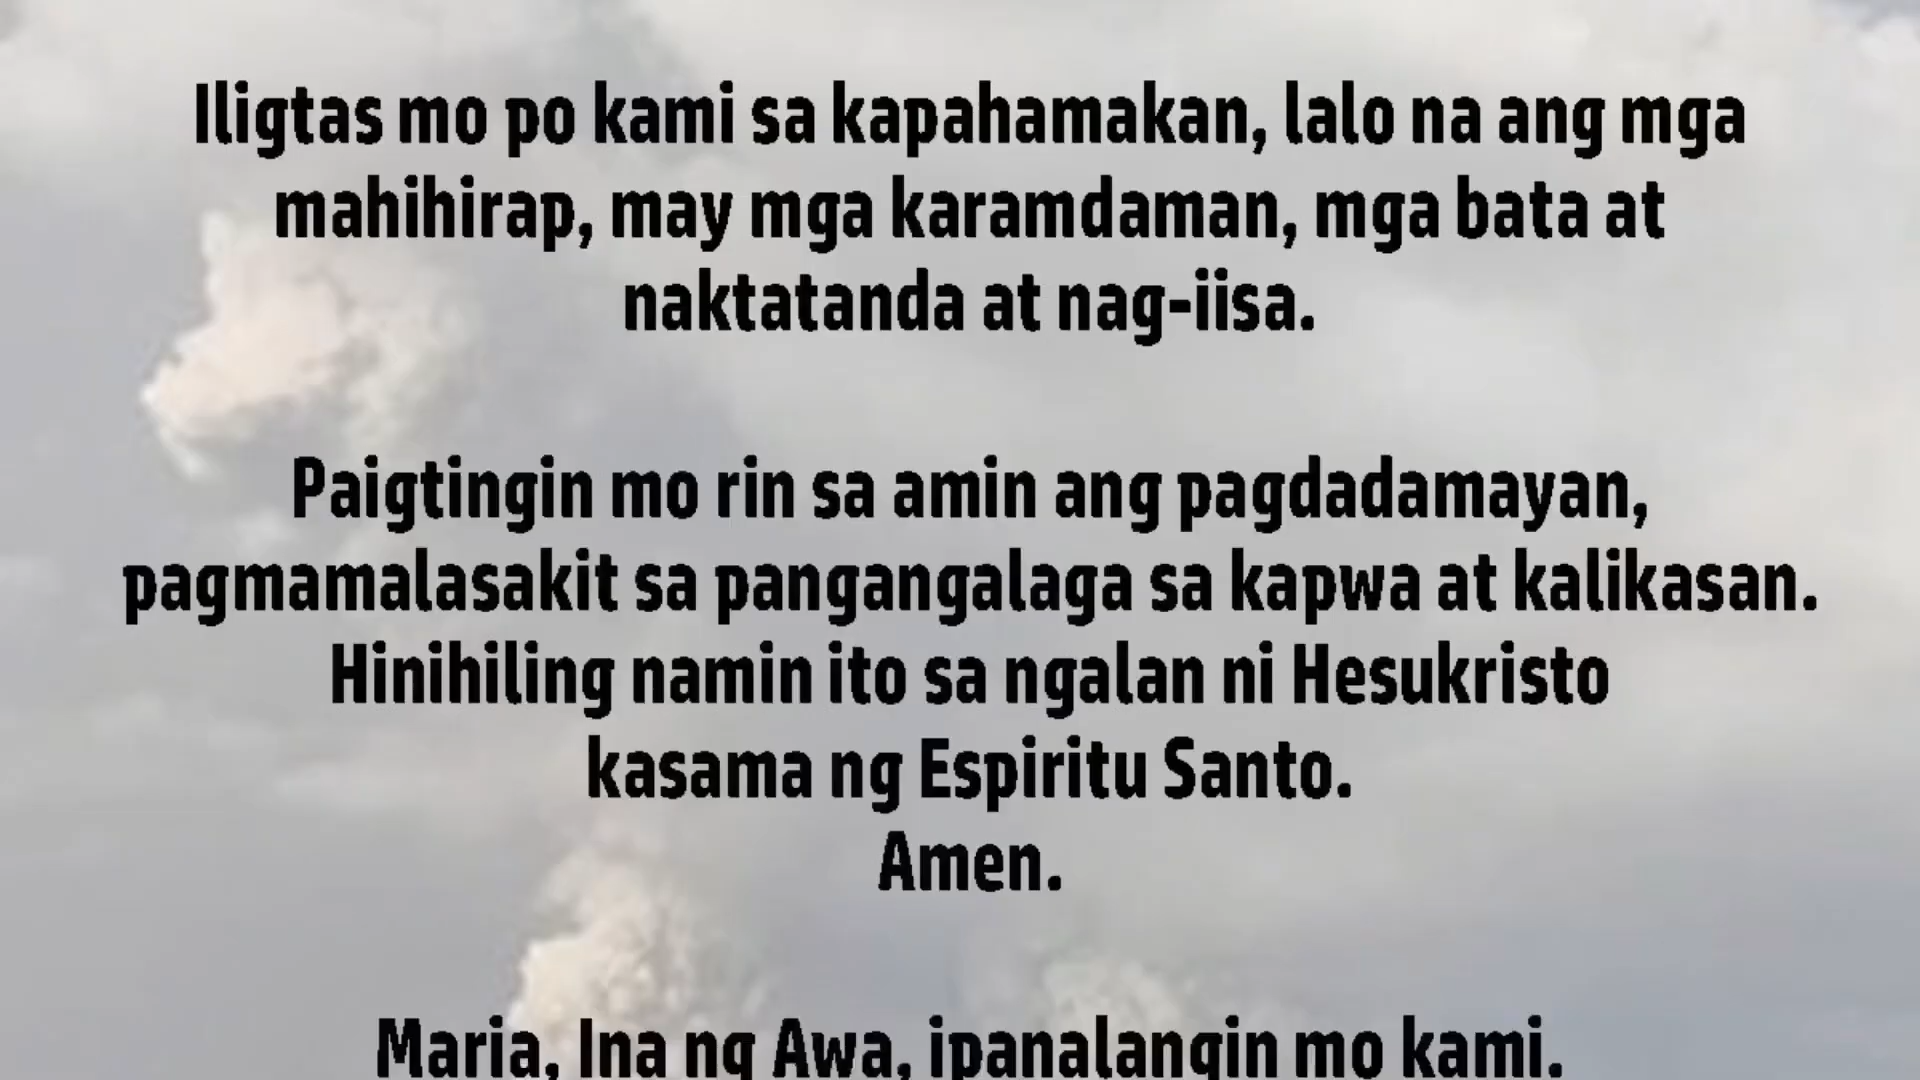 Iligtas mo po kami sa kapahamakan, lalo na ang mga
mahihirap, may mga karamdaman, mga bata at
naktatanda at nag-iisa.
Paigtingin mo rin sa amin ang pagdadamayan,
pagmamalasakit sa pangangalaga sa kapwa at kalikasan.
Hinihiling namin ito sa ngalan ni Hesukristo
kasama ng Espiritu Santo.
Amen.
Maria, Ina ng Awa, ipanalangin mo kami.